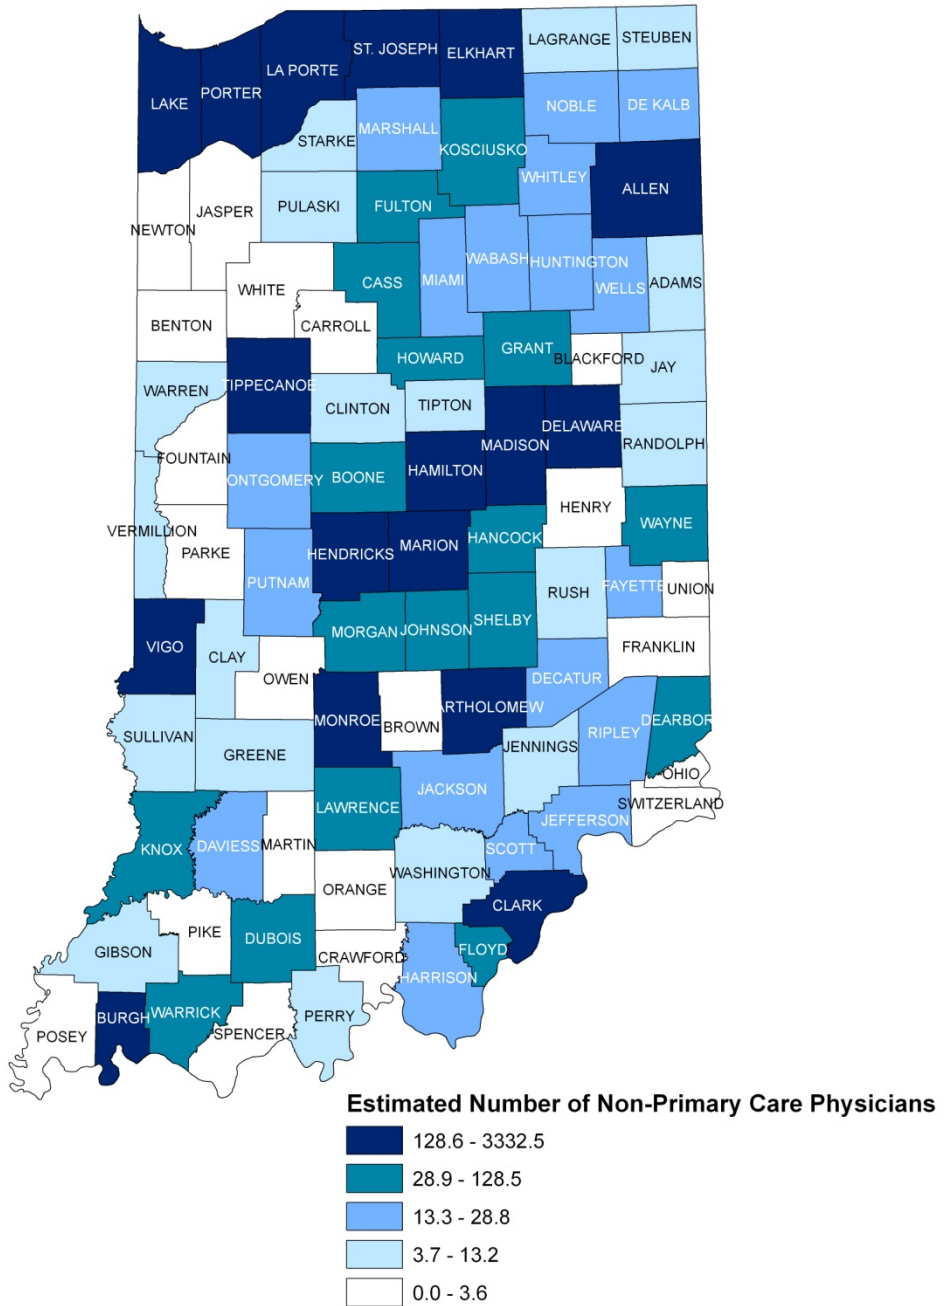 LAGRANGE
STEUBEN
ST. JOSEPH
ELKHART
LA PORTE
PORTER
LAKE
NOBLE
DE KALB
MARSHALL
STARKE
KOSCIUSKO
WHITLEY
ALLEN
JASPER
PULASKI
FULTON
NEWTON
WABASH
HUNTINGTON
MIAMI
CASS
WELLS
ADAMS
WHITE
BENTON
CARROLL
HOWARD
GRANT
BLACKFORD
JAY
TIPPECANOE
WARREN
CLINTON
TIPTON
MADISON
DELAWARE
RANDOLPH
FOUNTAIN
ONTGOMERY
BOONE
HAMILTON
HENRY
WAYNE
VERMILLION
PARKE
HENDRICKS
MARION
HANCOCK
PUTNAM
RUSH
FAYETTE
UNION
MORGAN
JOHNSON
SHELBY
VIGO
CLAY
FRANKLIN
OWEN
DECATUR
MONROE
BROWN
ARTHOLOMEW
DEARBOR
SULLIVAN
GREENE
JENNINGS
RIPLEY
OHIO
JACKSON
SWITZERLAND
LAWRENCE
JEFFERSON
KNOX
DAVIESS
MARTIN
SCOTT
WASHINGTON
ORANGE
CLARK
PIKE
DUBOIS
GIBSON
FLOYD
CRAWFORD
HARRISON
BURGH
WARRICK
PERRY
POSEY
SPENCER
Estimated Number of Non-Primary Care Physicians
128.6 - 3332.5
28.9 - 128.5
13.3 - 28.8
3.7 - 13.2
0.0 - 3.6